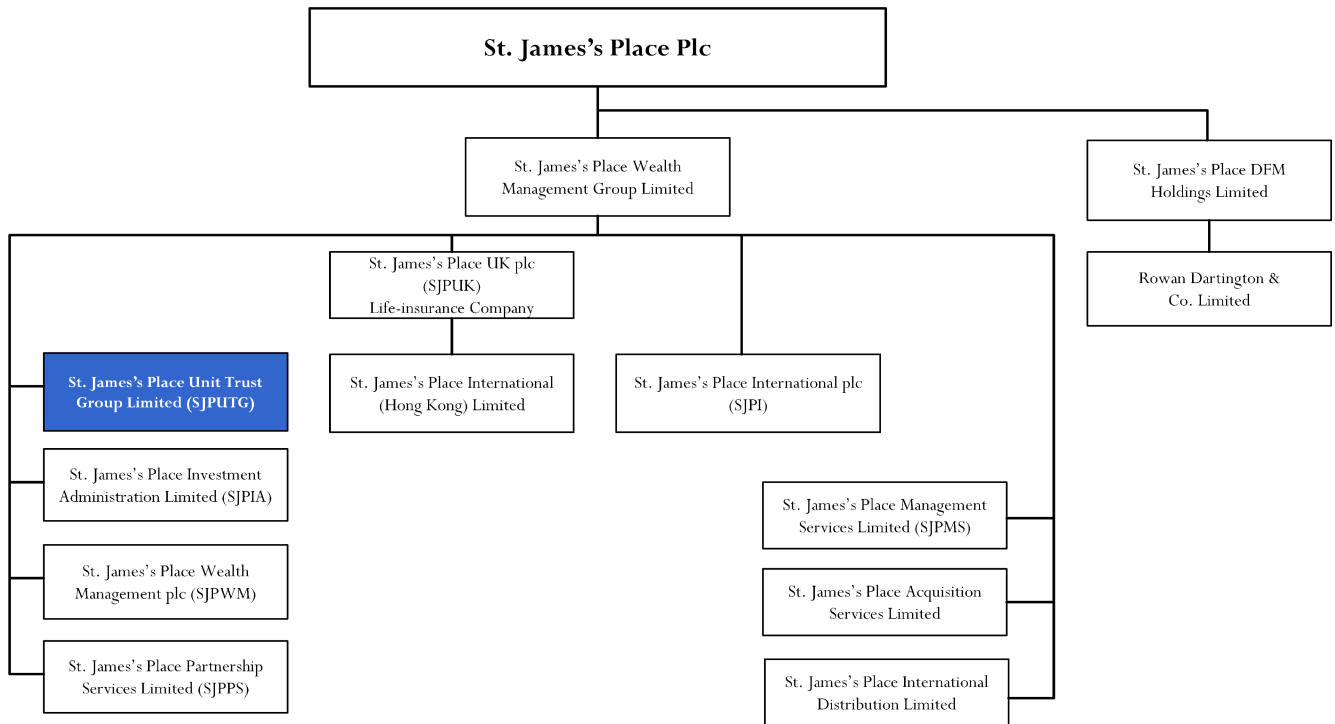 St. James’s Place Plc
St. James’s Place Wealth
Management Group Limited
St. James’s Place DFM
Holdings Limited
St. James’s Place UK plc
(SJPUK)
Life-insurance Company
Rowan Dartington &
Co. Limited
St. James’s Place Unit Trust
Group Limited (SJPUTG)
St. James’s Place International
(Hong Kong) Limited
St. James’s Place International plc
(SJPI)
St. James’s Place Investment
Administration Limited (SJPIA)
St. James’s Place Management
Services Limited (SJPMS)
St. James’s Place Wealth
Management plc (SJPWM)
St. James’s Place Acquisition
Services Limited
St. James’s Place Partnership
Services Limited (SJPPS)
St. James’s Place International
Distribution Limited